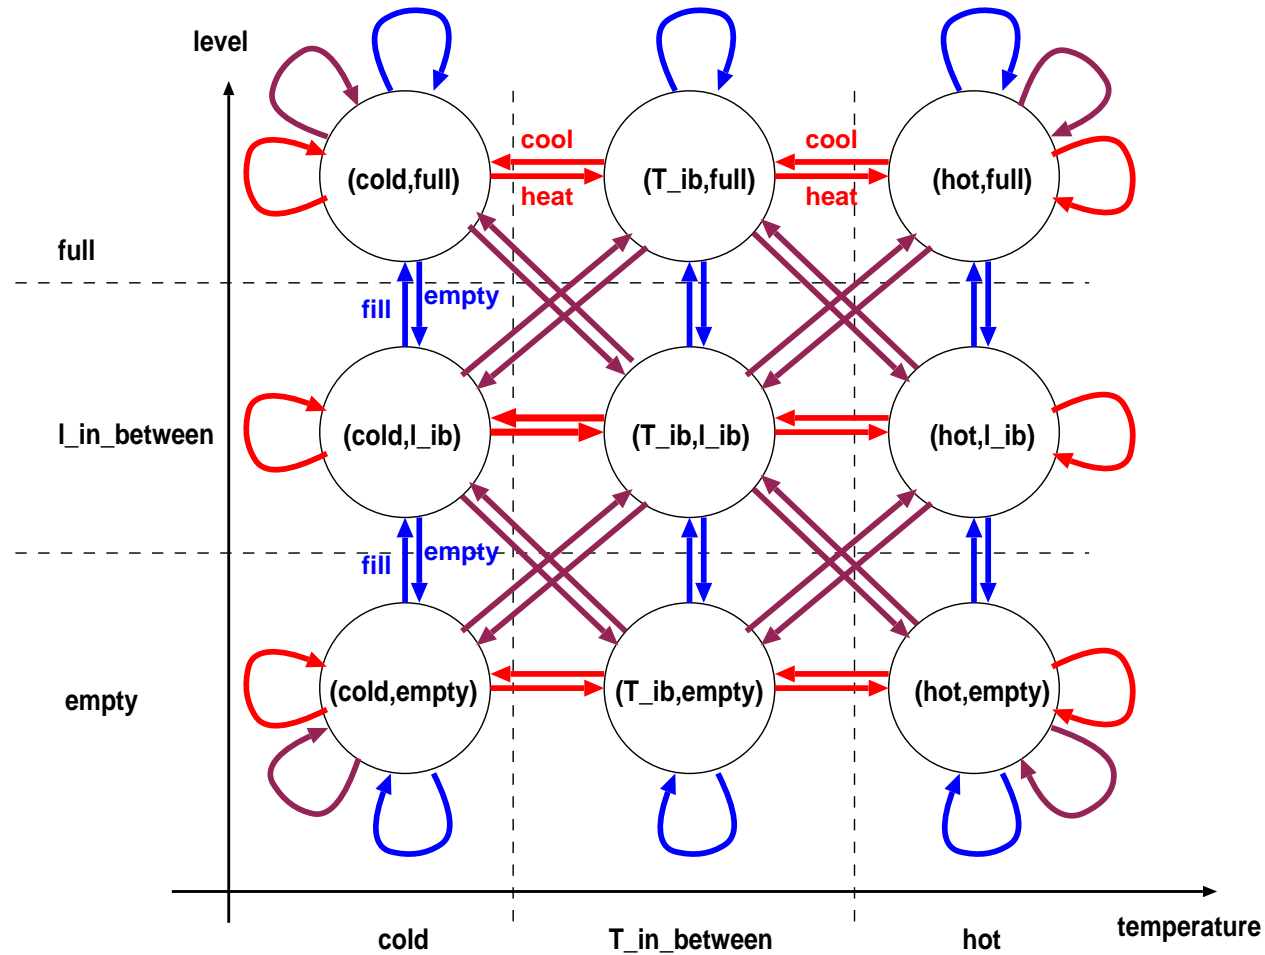 level
cool
cool
(cold,full)
(T_ib,full)
(hot,full)
heat
heat
full
fill
empty
l_in_between
(cold,l_ib)
(T_ib,l_ib)
(hot,l_ib)
fill
empty
empty
(cold,empty)
(T_ib,empty)
(hot,empty)
temperature
cold
T_in_between
hot